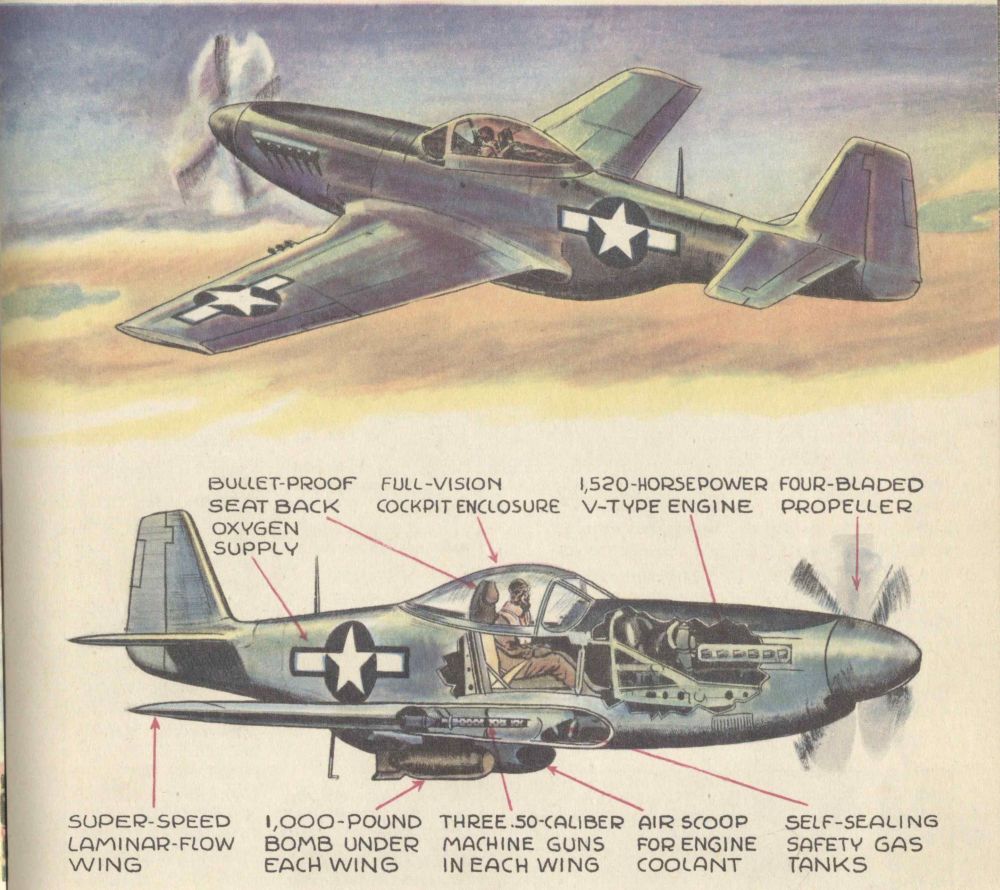 BULLET-PROOF
SEAT BACK
OXYGEN
SUPPLY
FULL-VISION
COCKPIT ENCLOSURE
1,520-HORSEPOWER
V-TYPE ENGINE
FOUR-BLADED
PROPELLER
SUPER-SPEED
LAMINAR-FLOW
WING
1,000-POUND
BOMB UNDER
EACH WING
THREE .50-CALIBER
MACHINE GUNS
IN EACH WING
AIR SCOOP
FOR ENGINE
COOLANT
SELF-SEALING
SAFETY GAS
TANKS